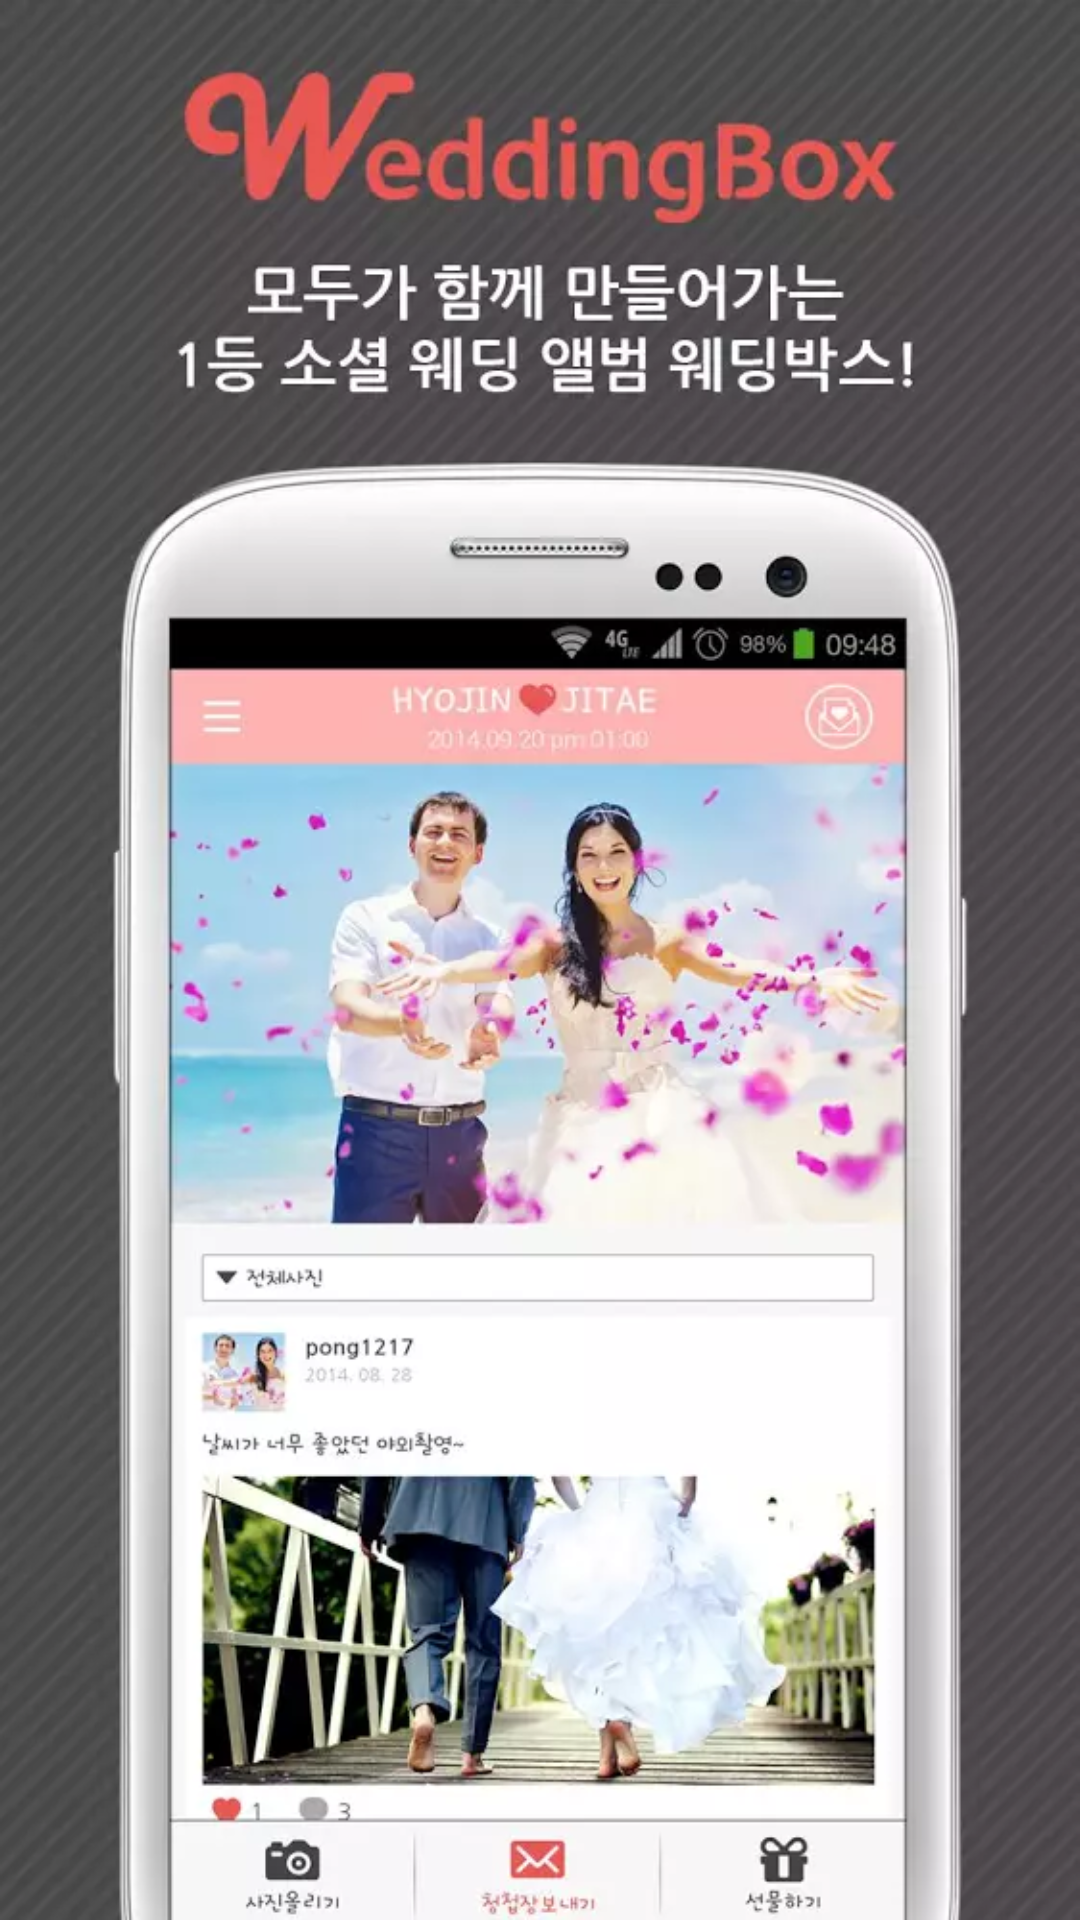 WeddingBox
모두가 함께 만들어가는
1등 소셜 웨딩 앨범 웨딩박스!
4G LTE 98% 09:48
HYOJIN JITAE
2014.09.20 pm 01:00
전체사진
pong1217
2014. 08. 28
날씨가 너무 좋았던 야외촬영~
1 3
사진올리기 청첩장보내기 선물하기